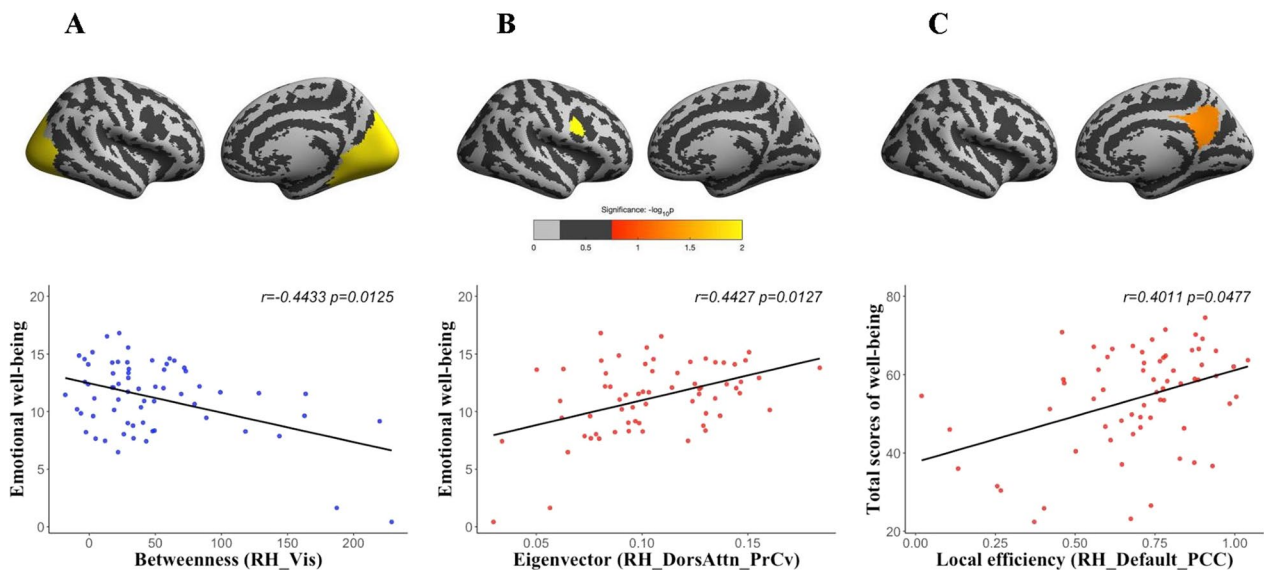 A
B
C
Significance: -log10p
0 0.5 1 1.5 2
r=-0.4433 p=0.0125
Emotional well-being
20
15
10
5
0
0 50 100 150 200
Betweenness (RH_Vis)
r=0.4427 p=0.0127
Emotional well-being
20
15
10
5
0
0.05 0.10 0.15
Eigenvector (RH_DorsAttn_PrCv)
r=0.4011 p=0.0477
Total scores of well-being
80
60
40
20
0.00 0.25 0.50 0.75 1.00
Local efficiency (RH_Default_PCC)